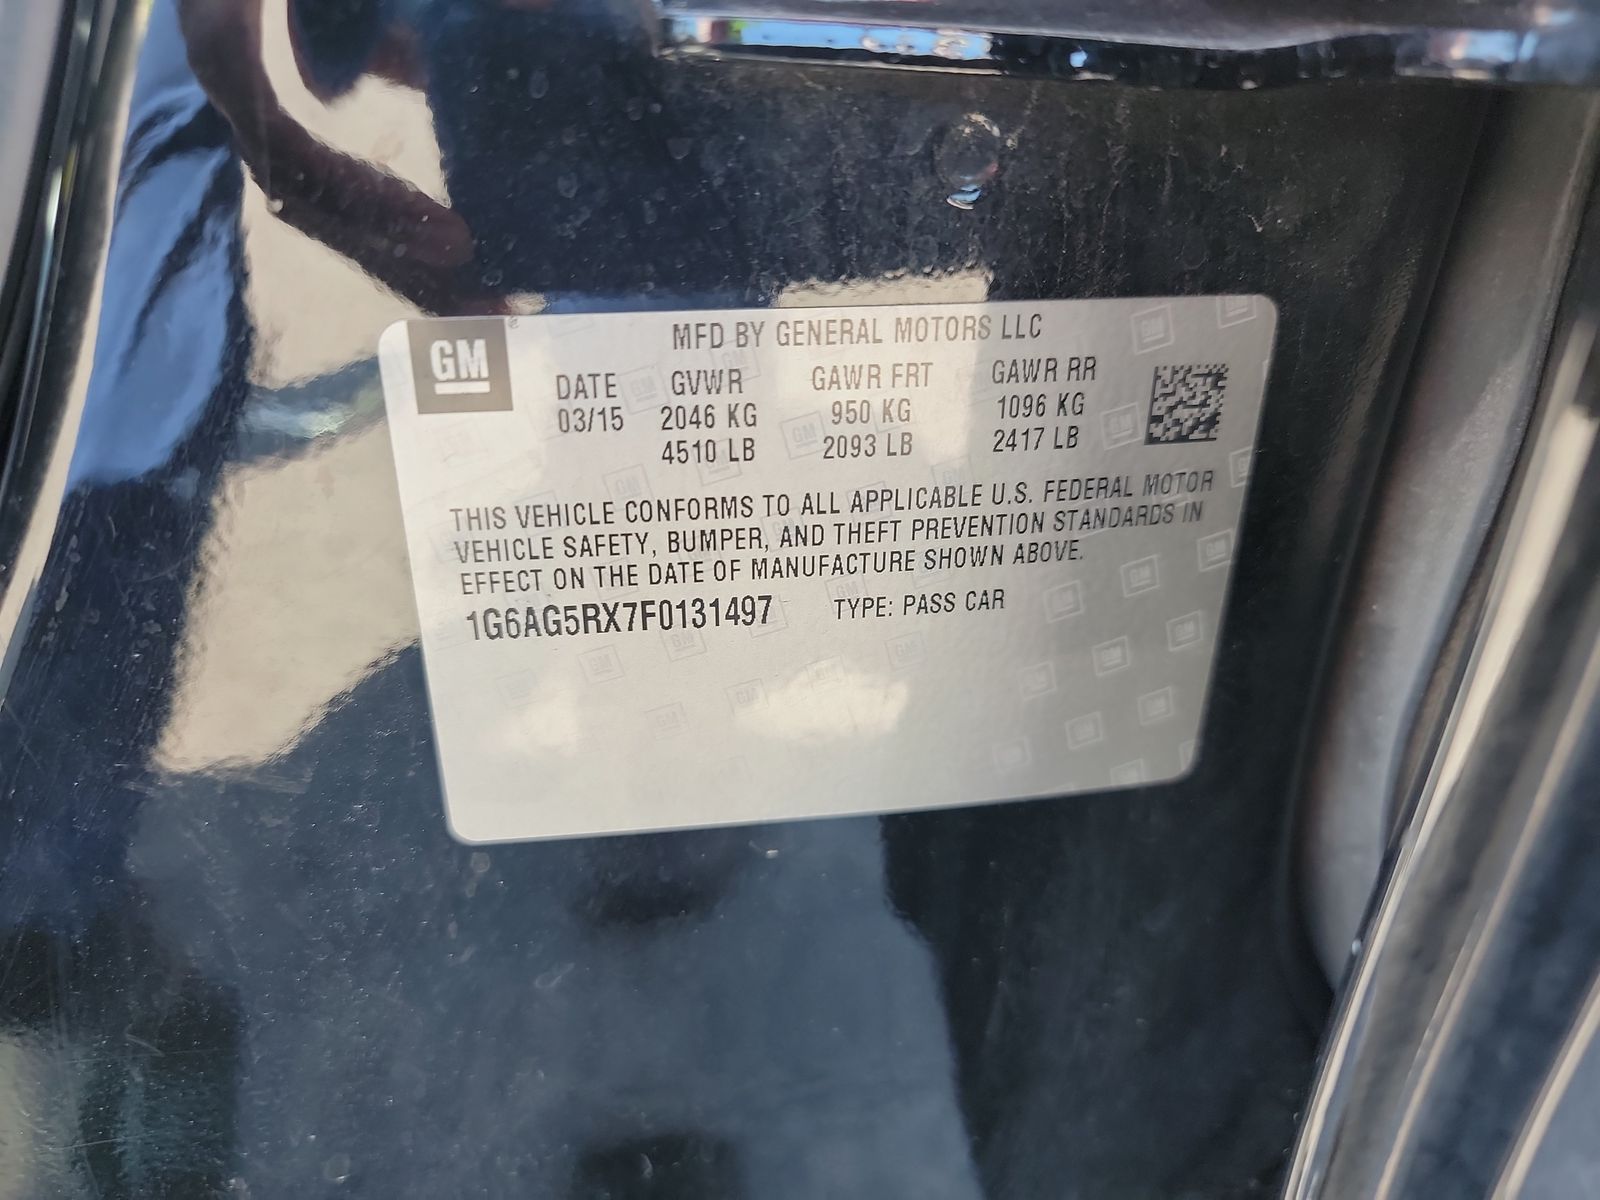 GM
MFD BY GENERAL MOTORS LLC
DATE GVWR GAWR FRT GAWR RR
03/15 2046 KG 950 KG 1096 KG
4510 LB 2093 LB 2417 LB
THIS VEHICLE CONFORMS TO ALL APPLICABLE U.S. FEDERAL MOTOR
VEHICLE SAFETY, BUMPER, AND THEFT PREVENTION STANDARDS IN
EFFECT ON THE DATE OF MANUFACTURE SHOWN ABOVE.
1G6AG5RX7F0131497 TYPE: PASS CAR